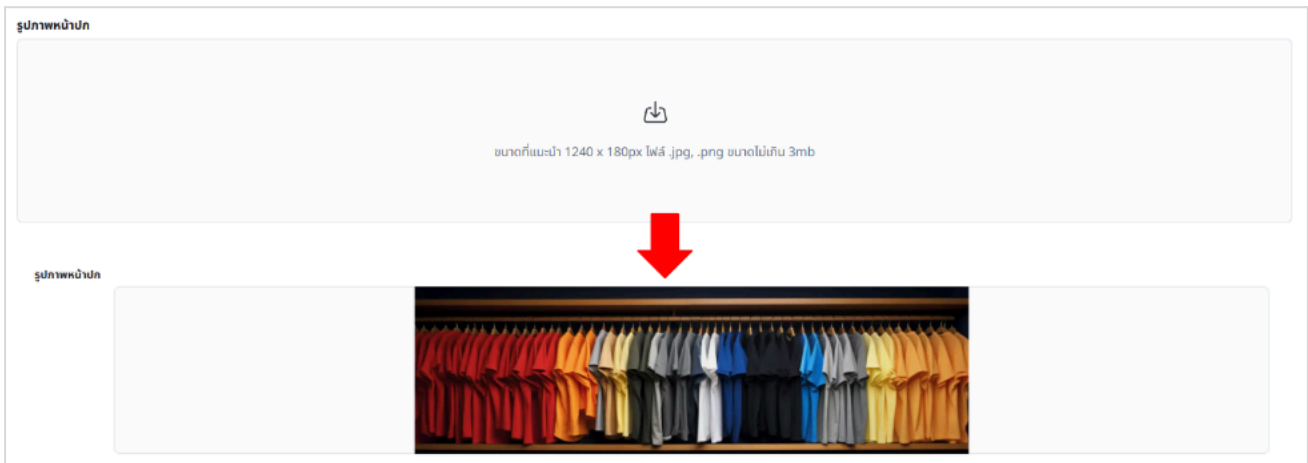 รูปภาพหน้าปก
ขนาดที่แนะนำ 1240 x 180px ไฟล์ .jpg, .png ขนาดไม่เกิน 3mb
รูปภาพหน้าปก